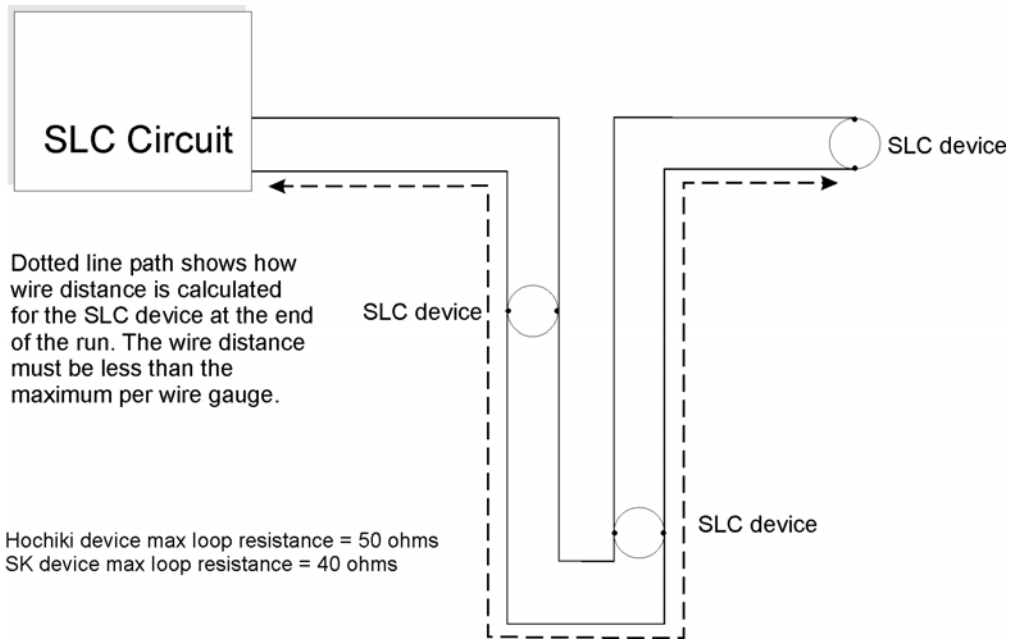 SLC Circuit
SLC device
Dotted line path shows how
wire distance is calculated
for the SLC device at the end
of the run. The wire distance
must be less than the
maximum per wire gauge.
SLC device
SLC device
Hochiki device max loop resistance = 50 ohms
SK device max loop resistance = 40 ohms